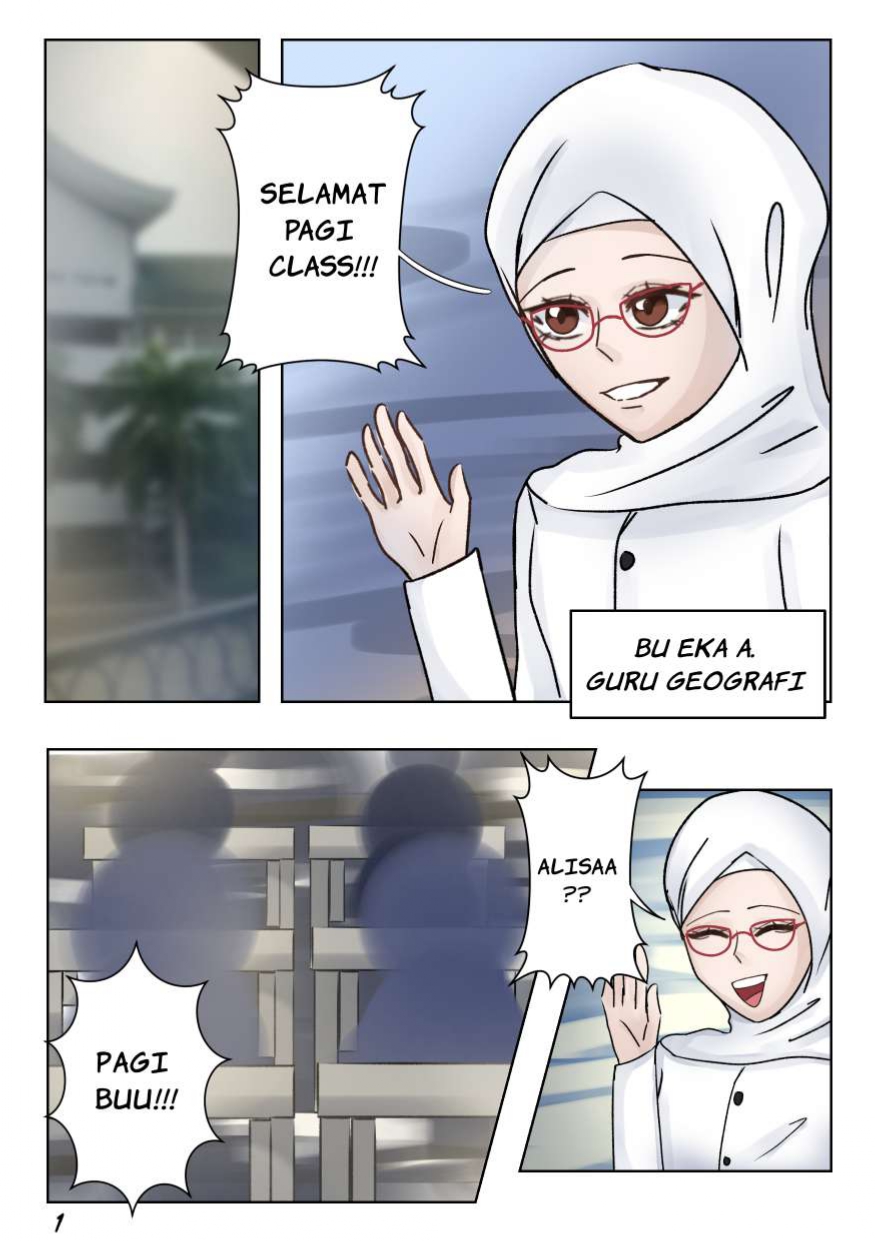 SELAMAT
PAGI
CLASS!!!
BU EKA A.
GURU GEOGRAFI
ALISAA
??
PAGI
BUU!!!
1